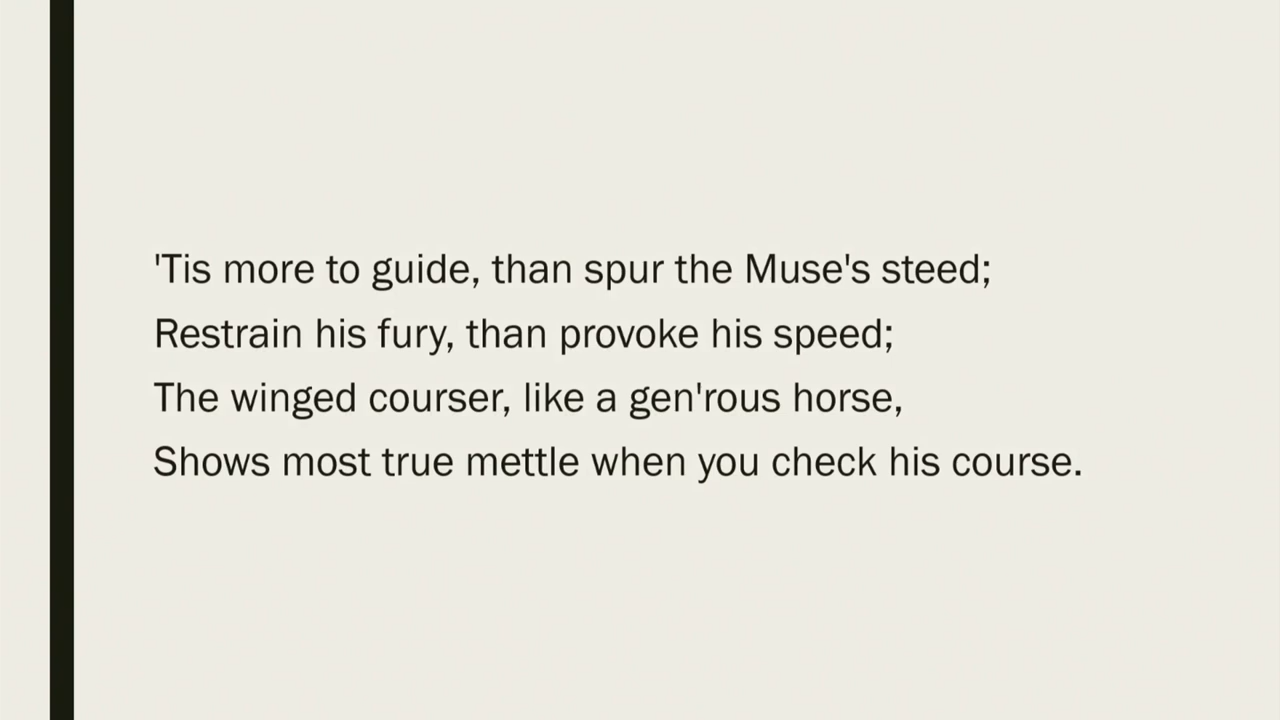 'Tis more to guide, than spur the Muse's steed;
Restrain his fury, than provoke his speed;
The winged courser, like a gen'rous horse,
Shows most true mettle when you check his course.